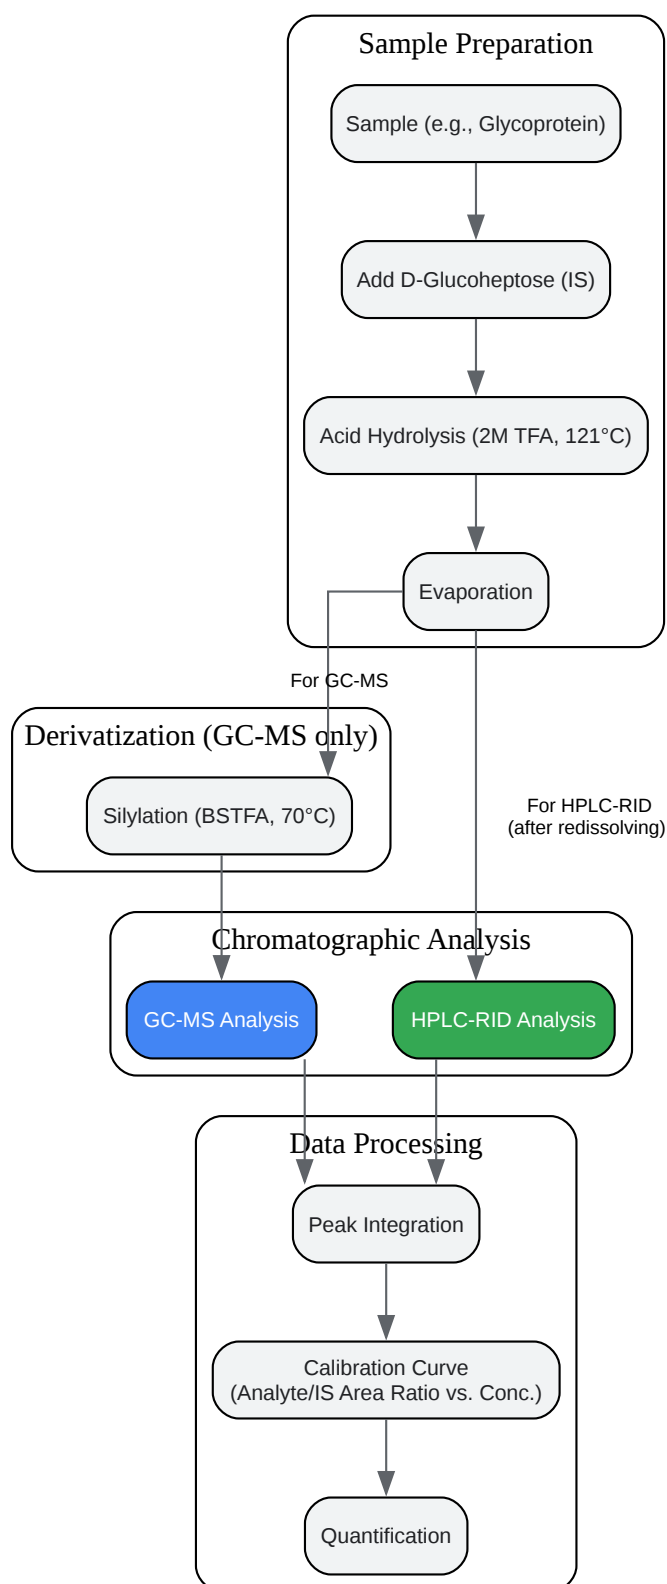 Sample Preparation
Sample (e.g., Glycoprotein)
Add D-Glucoheptose (IS)
Acid Hydrolysis (2M TFA, 121°C)
Evaporation
For GC-MS
Derivatization (GC-MS only)
Silylation (BSTFA, 70°C)
For HPLC-RID
(after redissolving)
Chromatographic Analysis
GC-MS Analysis
HPLC-RID Analysis
Data Processing
Peak Integration
Calibration Curve
(Analyte/IS Area Ratio vs. Conc.)
Quantification